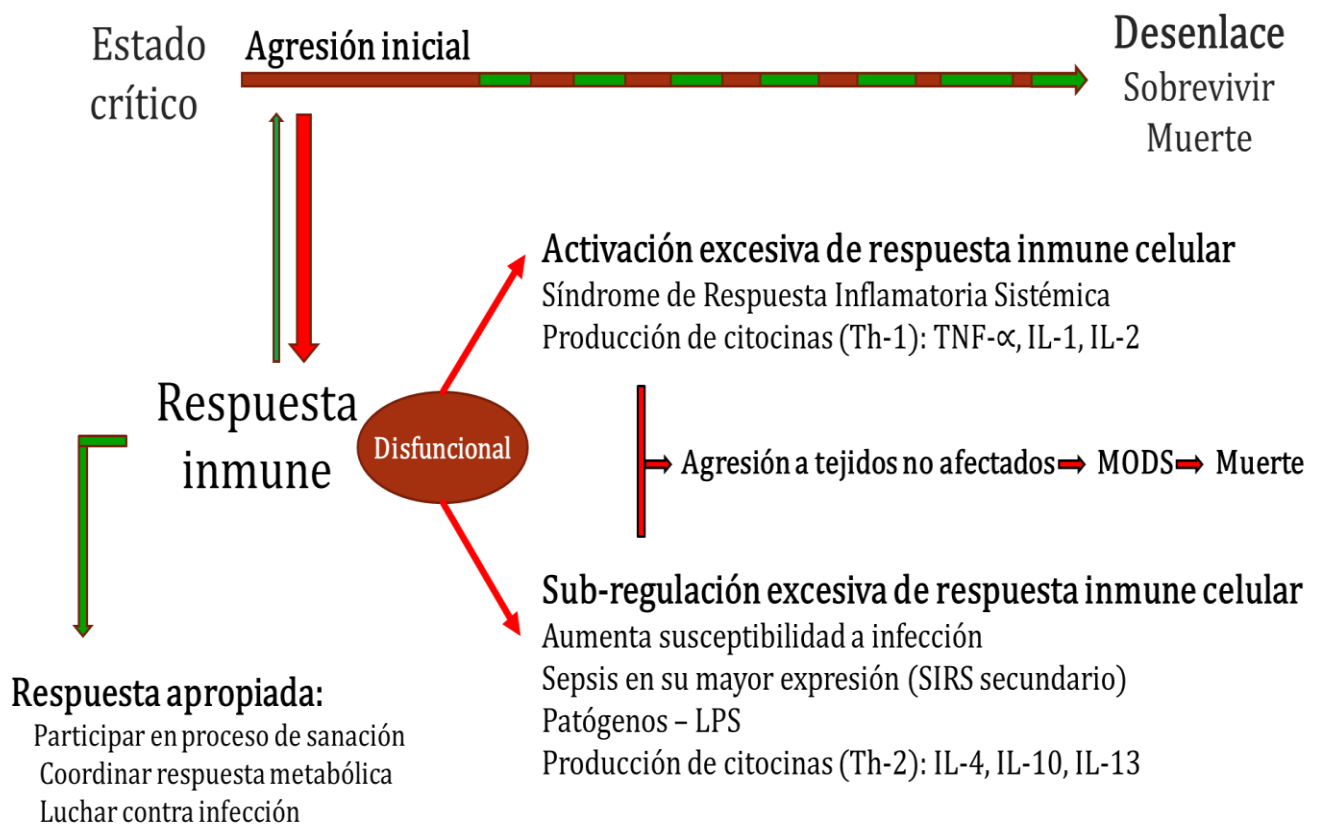 Estado
crítico
Agresión inicial
Desenlace
Sobrevivir
Muerte
Activación excesiva de respuesta inmune celular
Síndrome de Respuesta Inflamatoria Sistémica
Producción de citocinas (Th-1): TNF-∝, IL-1, IL-2
Respuesta
inmune
Disfuncional
Agresión a tejidos no afectados
MODS
Muerte
Sub-regulación excesiva de respuesta inmune celular
Aumenta susceptibilidad a infección
Sepsis en su mayor expresión (SIRS secundario)
Patógenos – LPS
Producción de citocinas (Th-2): IL-4, IL-10, IL-13
Respuesta apropiada:
Participar en proceso de sanación
Coordinar respuesta metabólica
Luchar contra infección